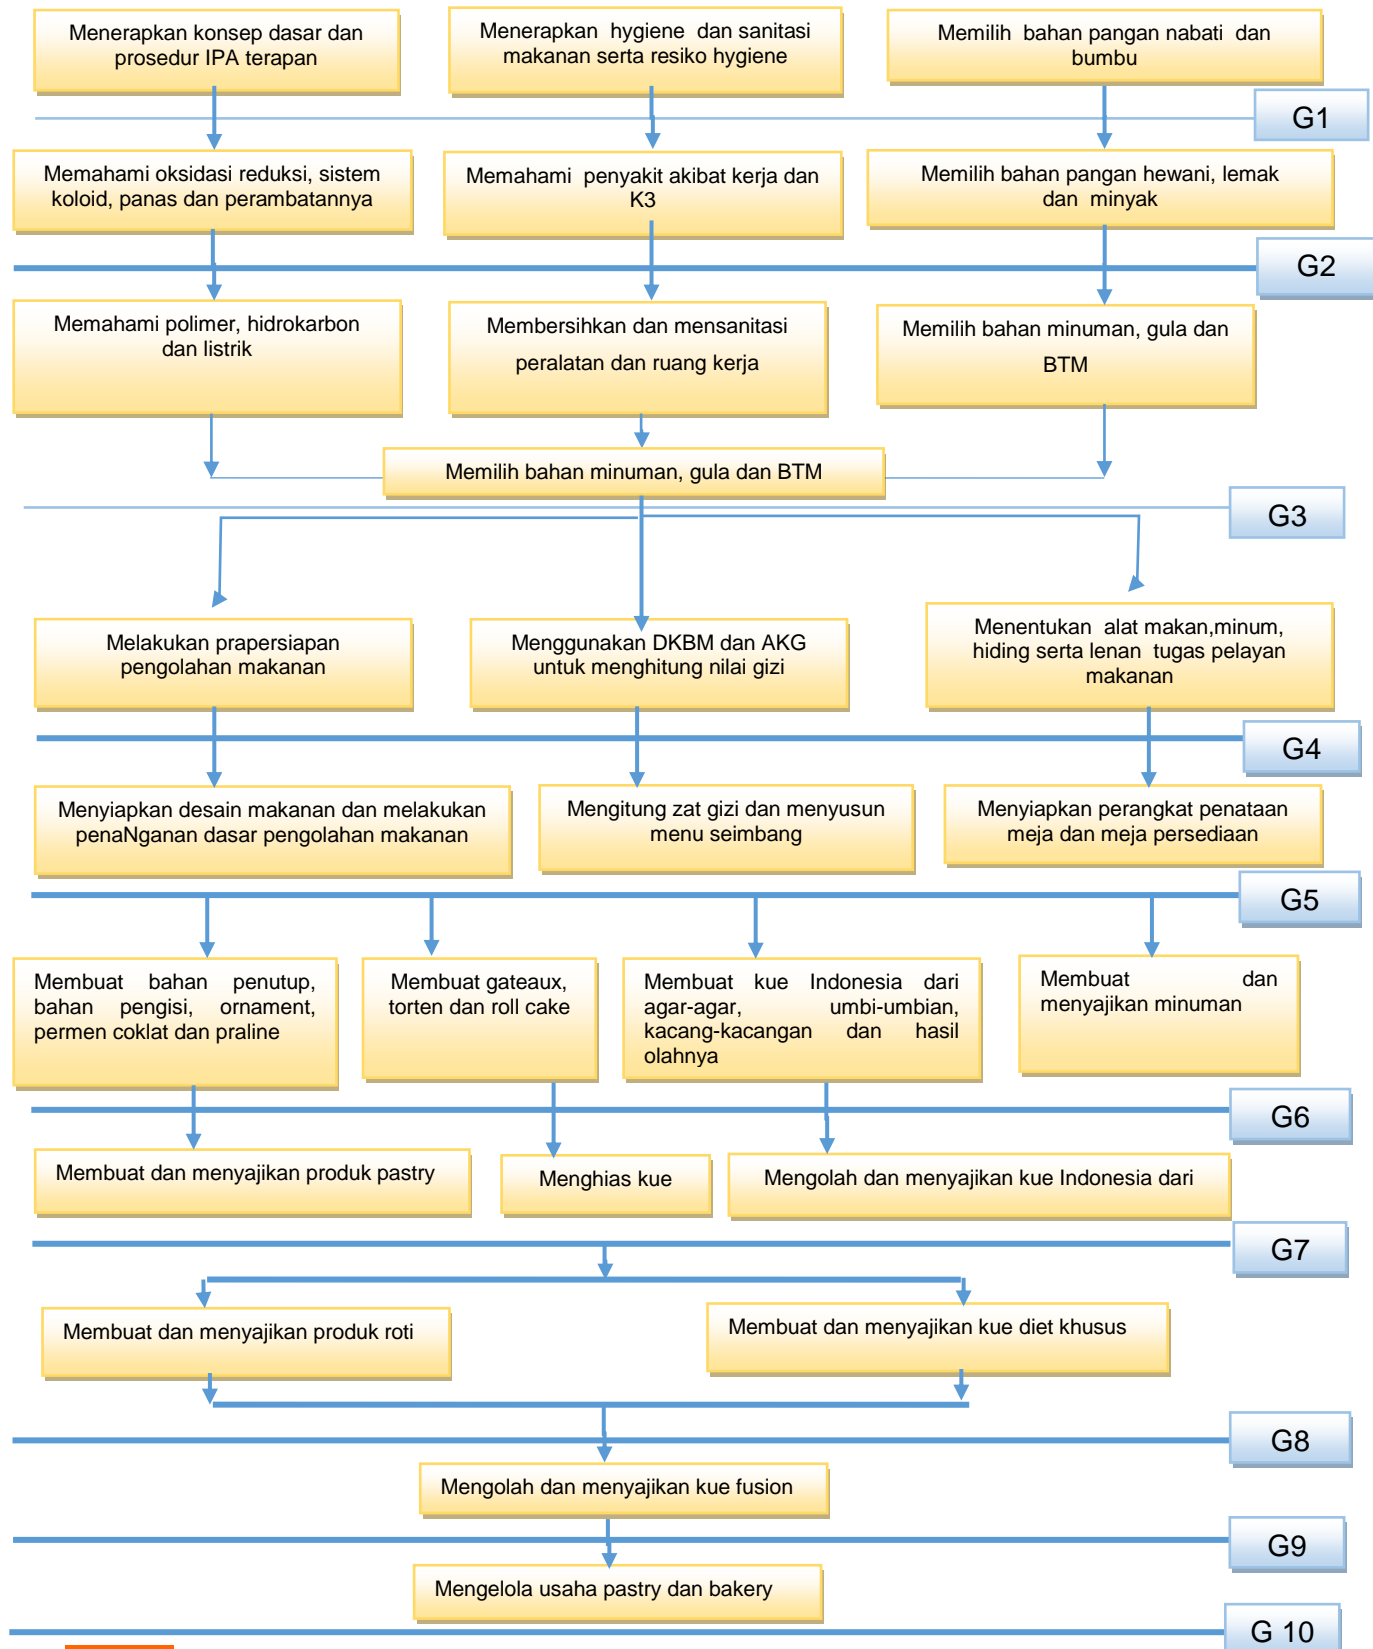 Menerapkan konsep dasar dan
prosedur IPA terapan
Menerapkan hygiene dan sanitasi
makanan serta resiko hygiene
Memilih bahan pangan nabati dan
bumbu
G1
Memahami oksidasi reduksi, sistem
koloid, panas dan perambatannya
Memahami penyakit akibat kerja dan
K3
Memilih bahan pangan hewani, lemak
dan minyak
G2
Memahami polimer, hidrokarbon
dan listrik
Membersihkan dan mensanitasi
peralatan dan ruang kerja
Memilih bahan minuman, gula dan
BTM
Memilih bahan minuman, gula dan BTM
G3
Melakukan prapersiapan
pengolahan makanan
Menggunakan DKBM dan AKG
untuk menghitung nilai gizi
Menentukan alat makan,minum,
hiding serta lenan tugas pelayan
makanan
G4
Menyiapkan desain makanan dan melakukan
penaNganan dasar pengolahan makanan
Mengitung zat gizi dan menyusun
menu seimbang
Menyiapkan perangkat penataan
meja dan meja persediaan
G5
Membuat bahan penutup,
bahan pengisi, ornament,
permen coklat dan praline
Membuat gateaux,
torten dan roll cake
Membuat kue Indonesia dari
agar-agar, umbi-umbian,
kacang-kacangan dan hasil
olahnya
Membuat dan
menyajikan minuman
G6
Membuat dan menyajikan produk pastry
Menghias kue
Mengolah dan menyajikan kue Indonesia dari
G7
Membuat dan menyajikan produk roti
Membuat dan menyajikan kue diet khusus
G8
Mengolah dan menyajikan kue fusion
G9
Mengelola usaha pastry dan bakery
G 10